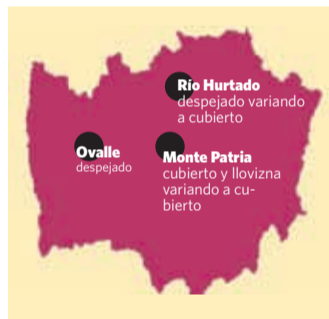 Río Hurtado
despejado variando
a cubierto
Ovalle
despejado
Monte Patria
cubierto y llovizna
variando a cu-
bierto